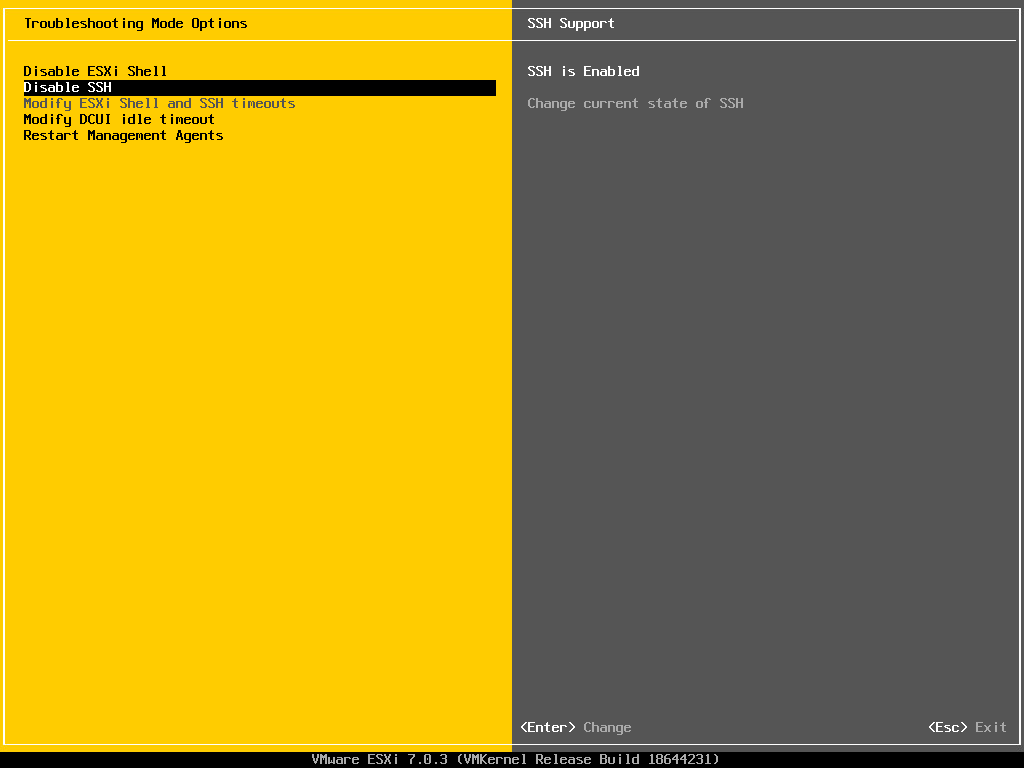 Troubleshooting Mode Options
SSH Support
Disable ESXi Shell
Disable SSH
Modify ESXi Shell and SSH timeouts
Modify DCUI idle timeout
Restart Management Agents
SSH is Enabled
Change current state of SSH
<Enter> Change
<Esc> Exit
VMware ESXi 7.0.3 (VMKernel Release Build 18644231)